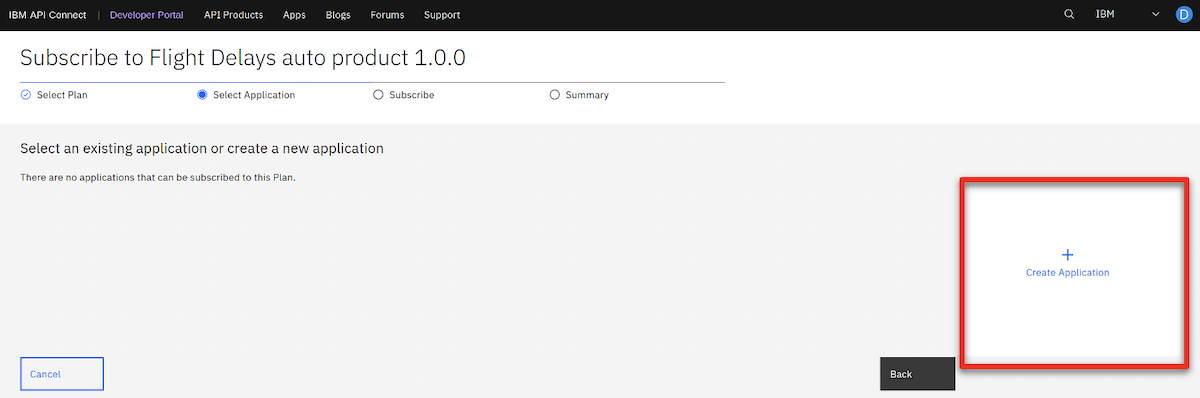 IBM API Connect | Developer Portal API Products Apps Blogs Forums Support IBM D
Subscribe to Flight Delays auto product 1.0.0
Select Plan Select Application Subscribe Summary
Select an existing application or create a new application
There are no applications that can be subscribed to this Plan.
+
Create Application
Cancel Back